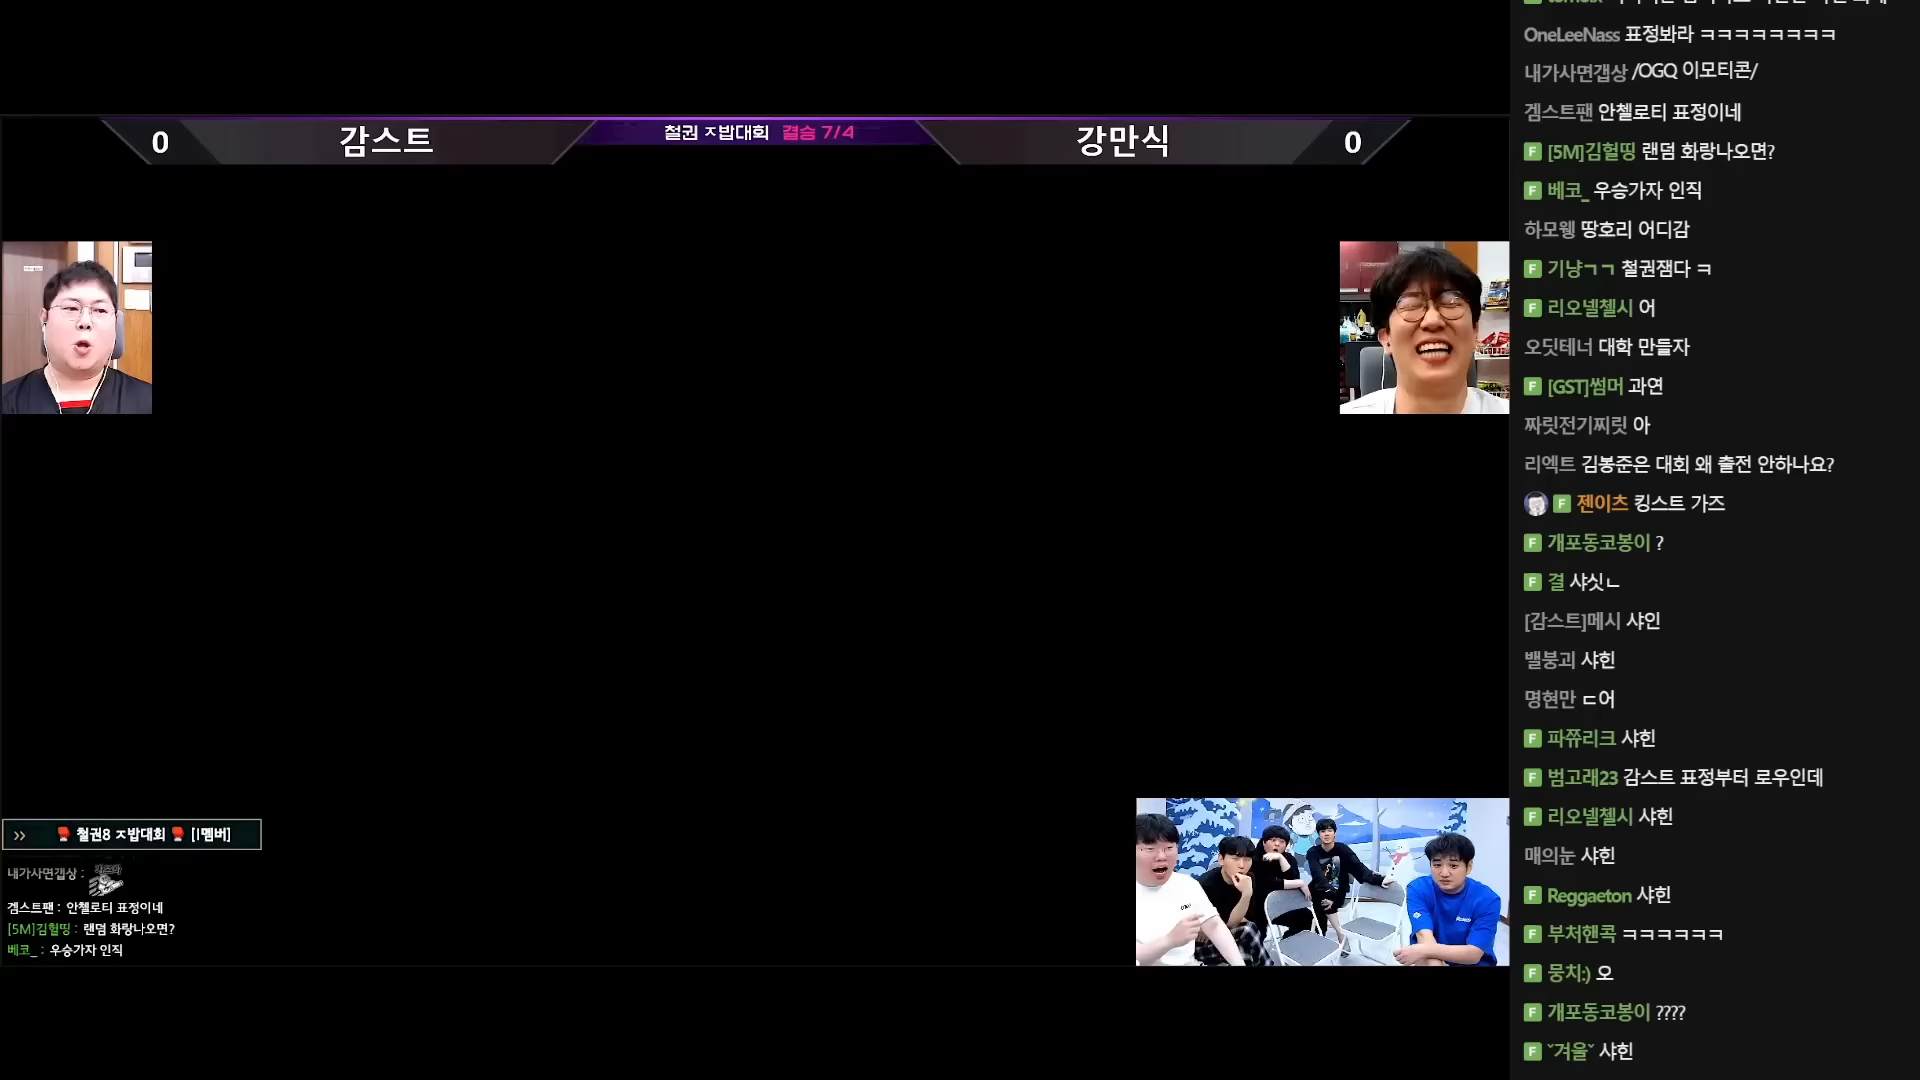 0 감스트 철권 ㅈ밥대회 결승 7/4 강만식 0
>> 철권8 ㅈ밥대회 [|멤버]
내가사면갭상 :
겜스트팬 : 안첼로티 표정이네
[5M]김헐띵 : 랜덤 화랑나오면?
베코_ : 우승가자 인직
OneLeeNass 표정봐라 ㅋㅋㅋㅋㅋㅋㅋㅋ
내가사면갭상 /OGQ 이모티콘/
겜스트팬 안첼로티 표정이네
F [5M]김헐띵 랜덤 화랑나오면?
F 베코_ 우승가자 인직
하모웽 땅호리 어디감
F 기냥ㄱㄱ 철권잼다 ㅋ
F 리오넬첼시 어
오딧테너 대학 만들자
F [GST]썸머 과연
짜릿전기찌릿 아
리엑트 김봉준은 대회 왜 출전 안하나요?
F 젠이츠 킹스트 가즈
F 개포동코봉이 ?
F 결 샤싯ㄴ
[감스트]메시 샤인
밸붕괴 샤힌
명현만 ㄷ어
F 파쮸리크 샤힌
F 범고래23 감스트 표정부터 로우인데
F 리오넬첼시 샤힌
매의눈 샤힌
F Reggaeton 샤힌
F 부처핸콕 ㅋㅋㅋㅋㅋㅋ
F 뭉치:) 오
F 개포동코봉이 ????
F ˇ겨울ˇ 샤힌